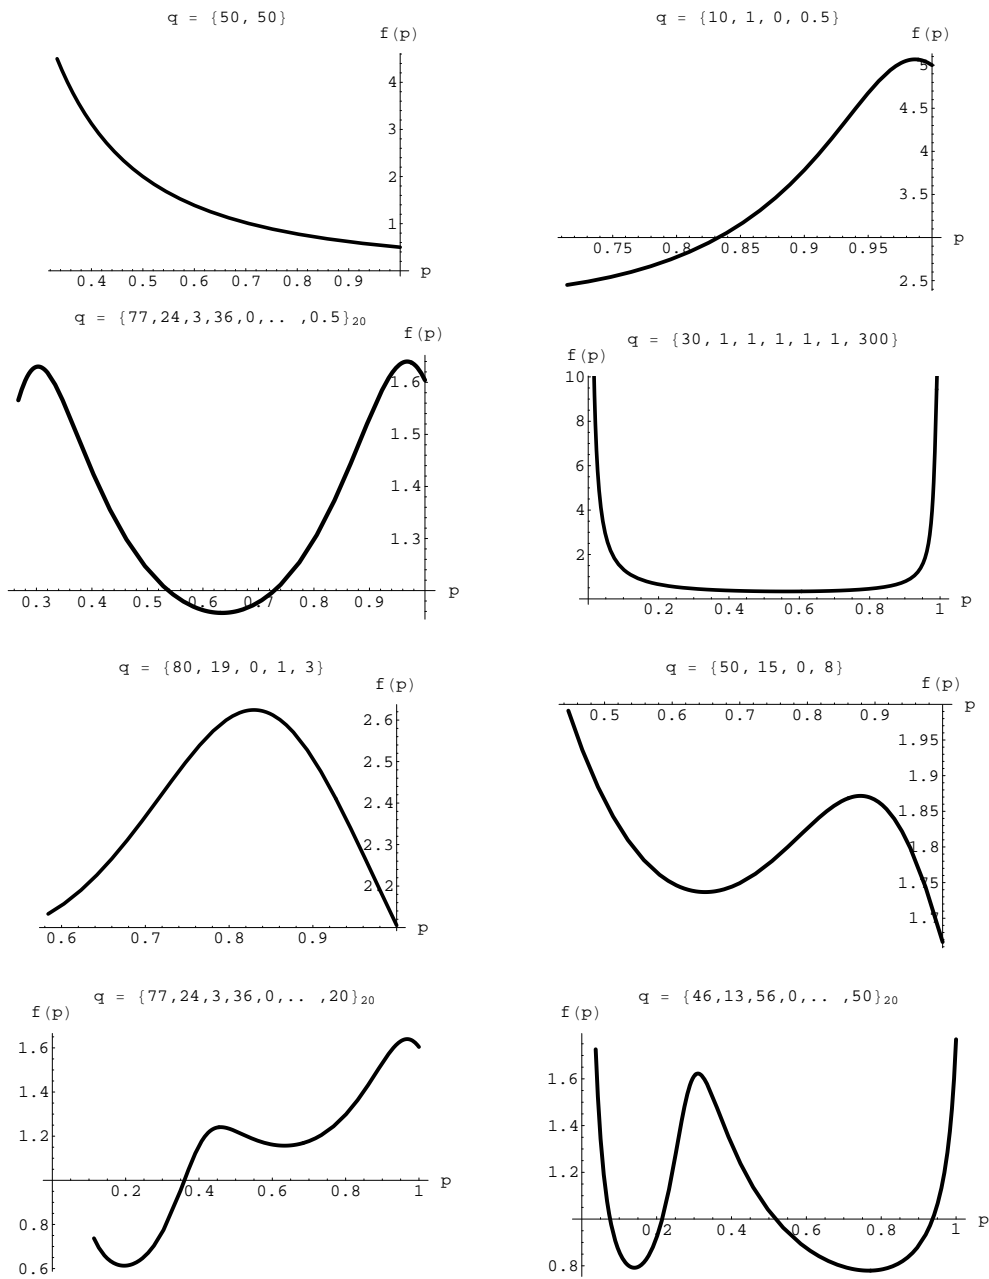 q = {50, 50}
f(p)
4
3
2
1
0.4 0.5 0.6 0.7 0.8 0.9
p
q = {10, 1, 0, 0.5}
f(p)
5
4.5
4
3.5
2.5
0.75 0.8 0.85 0.9 0.95
p
q = {77,24,3,36,0,.. ,0.5}20
f(p)
1.6
1.5
1.4
1.3
0.3 0.4 0.5 0.6 0.7 0.8 0.9
p
q = {30, 1, 1, 1, 1, 1, 300}
f(p)
10
8
6
4
2
0.2 0.4 0.6 0.8 1
p
q = {80, 19, 0, 1, 3}
f(p)
2.6
2.5
2.4
2.3
2.2
0.6 0.7 0.8 0.9
p
q = {50, 15, 0, 8}
f(p)
p
0.5 0.6 0.7 0.8 0.9
1.95
1.9
1.85
1.8
1.75
1.7
q = {77,24,3,36,0,.. ,20}20
f(p)
1.6
1.4
1.2
0.8
0.6
0.2 0.4 0.6 0.8 1
p
q = {46,13,56,0,.. ,50}20
f(p)
1.6
1.4
1.2
0.8
0.2 0.4 0.6 0.8 1
p